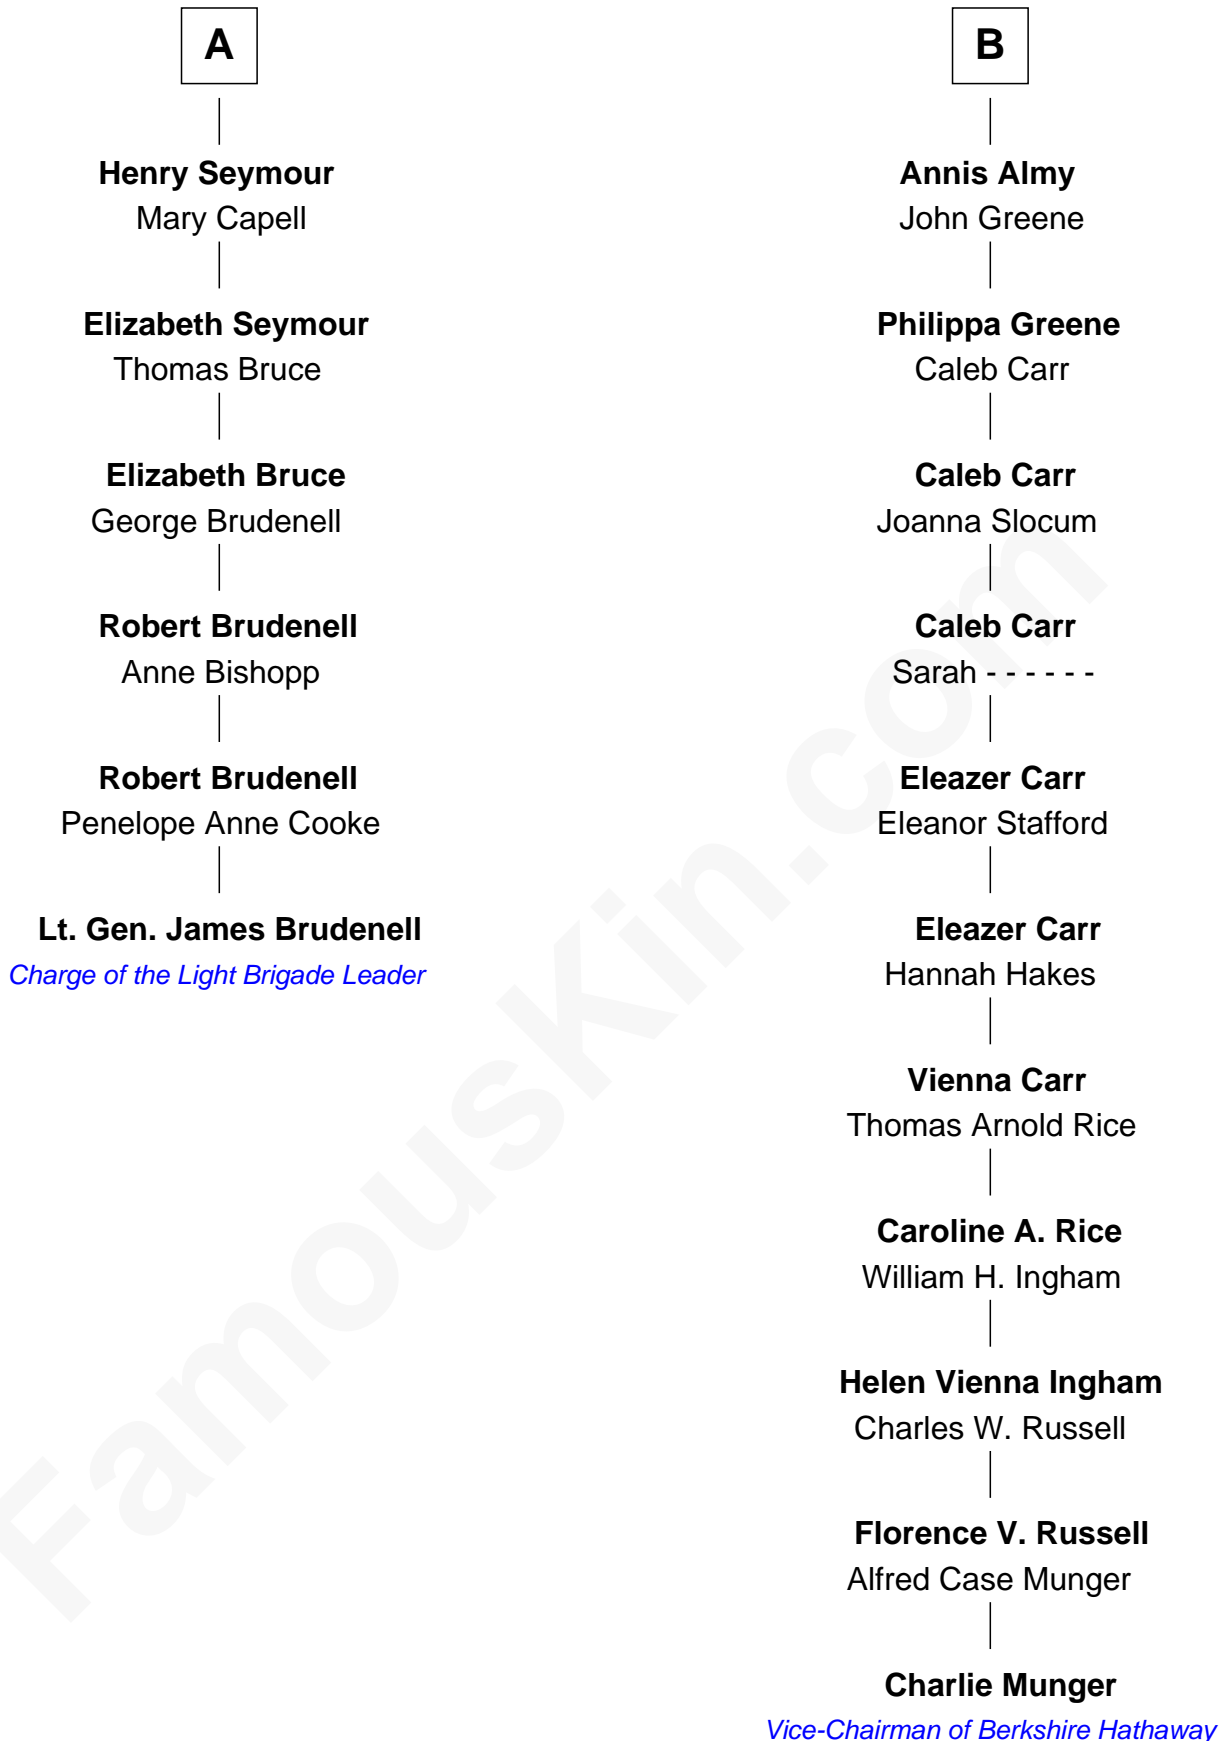 A
Henry Seymour
Mary Capell
Elizabeth Seymour
Thomas Bruce
Elizabeth Bruce
George Brudenell
Robert Brudenell
Anne Bishopp
Robert Brudenell
Penelope Anne Cooke
Lt. Gen. James Brudenell
Charge of the Light Brigade Leader
B
Annis Almy
John Greene
Philippa Greene
Caleb Carr
Caleb Carr
Joanna Slocum
Caleb Carr
Sarah - - - - - -
Eleazer Carr
Eleanor Stafford
Eleazer Carr
Hannah Hakes
Vienna Carr
Thomas Arnold Rice
Caroline A. Rice
William H. Ingham
Helen Vienna Ingham
Charles W. Russell
Florence V. Russell
Alfred Case Munger
Charlie Munger
Vice-Chairman of Berkshire Hathaway
FamousKin.com